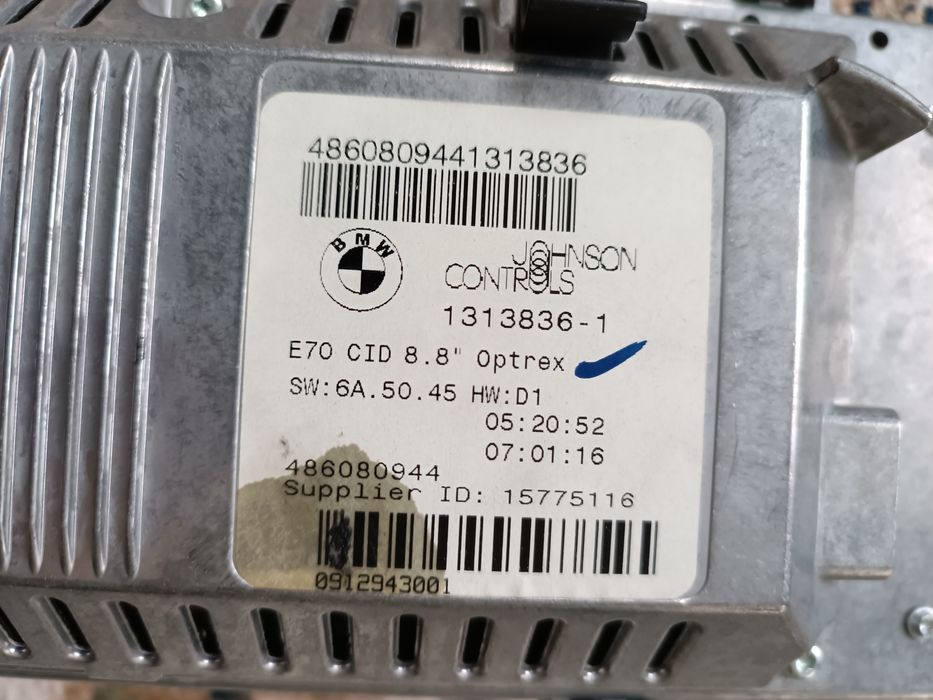 4860809441313836
BMW
JOHNSON
CONTROLS
1313836-1
E70 CID 8.8" Optrex
SW:6A.50.45 HW:D1
05:20:52
07:01:16
486080944
Supplier ID: 15775116
0912943001